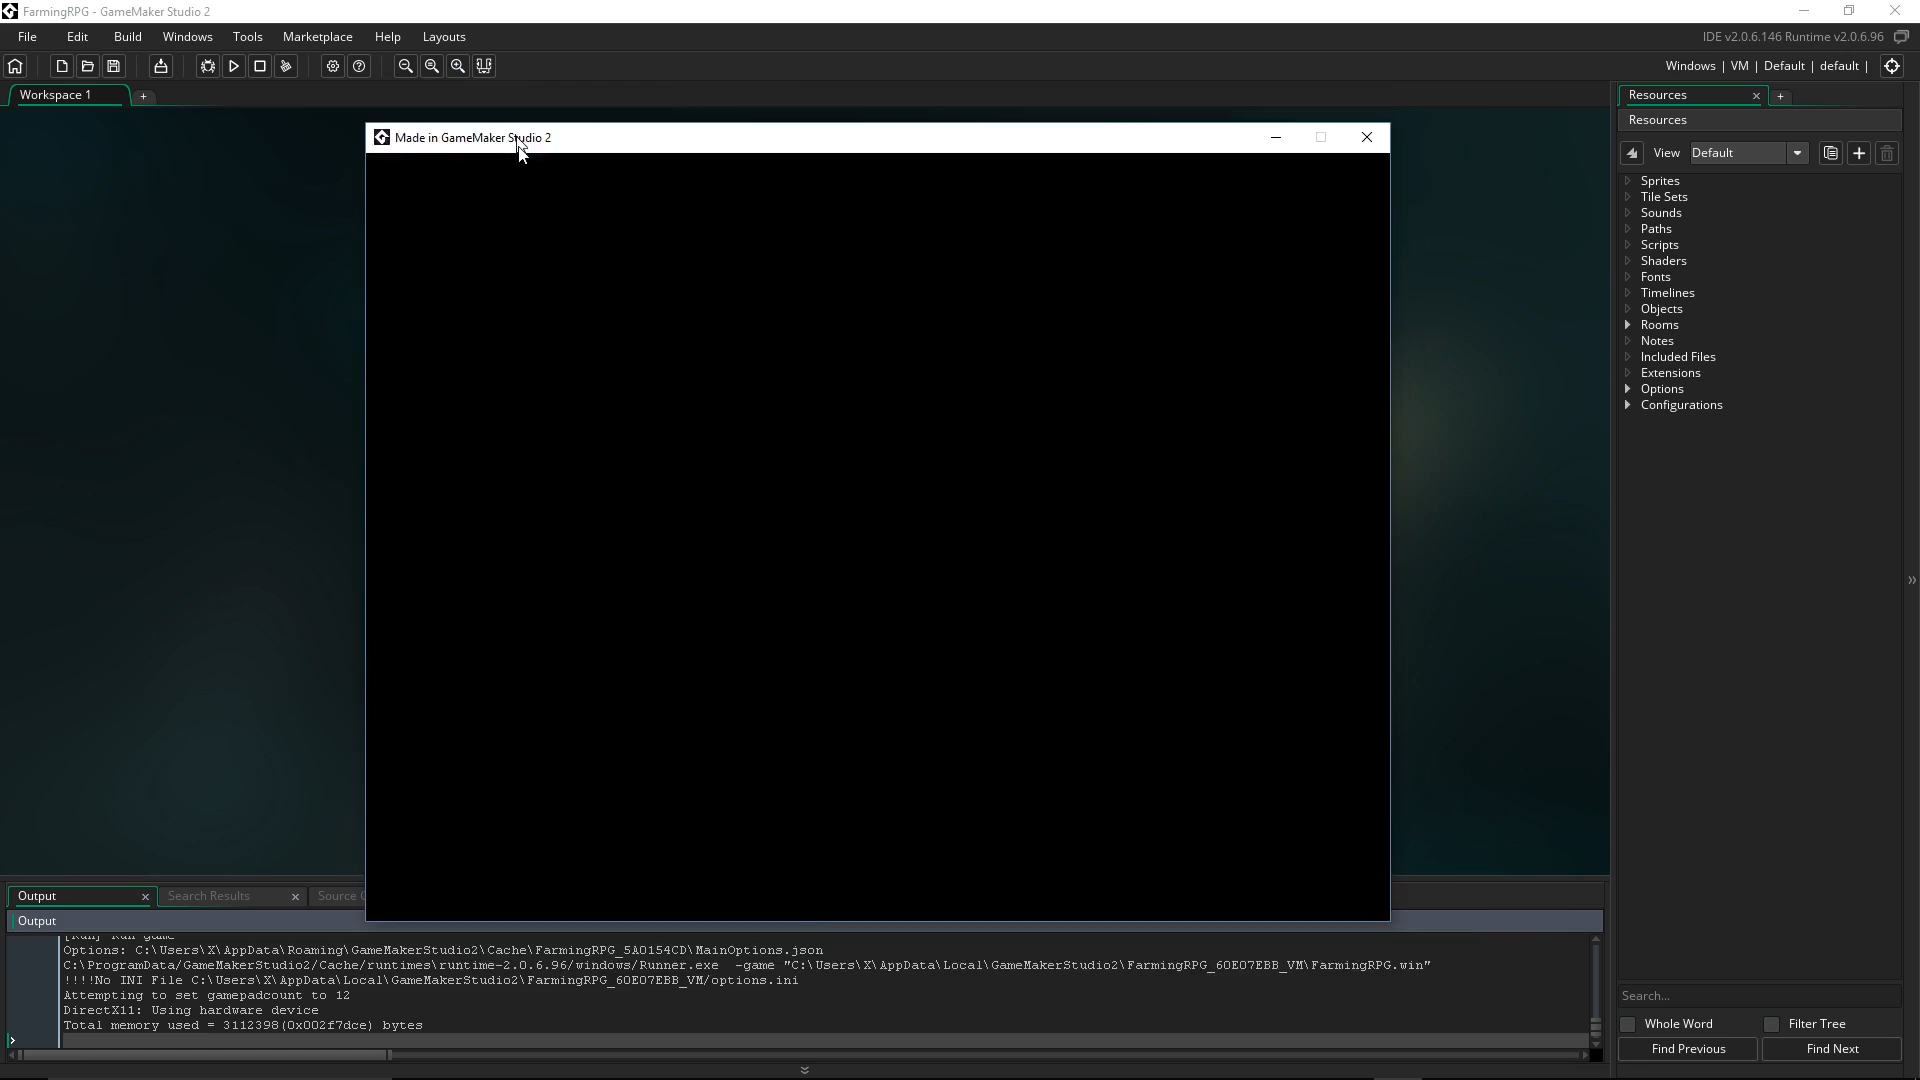 FarmingRPG - GameMaker Studio 2
File Edit Build Windows Tools Marketplace Help Layouts
IDE v2.0.6.146 Runtime v2.0.6.96
Windows | VM | Default | default |
Workspace 1
+
Resources
+
Resources
View Default
Sprites
Tile Sets
Sounds
Paths
Scripts
Shaders
Fonts
Timelines
Objects
Rooms
Notes
Included Files
Extensions
Options
Configurations
Made in GameMaker Studio 2
Output
Search Results
Source
Output
[Run] Run game
Options: C:\Users\X\AppData\Roaming\GameMakerStudio2\Cache\FarmingRPG_5A0154CD\MainOptions.json
C:\ProgramData/GameMakerStudio2/Cache/runtimes\runtime-2.0.6.96/windows/Runner.exe -game "C:\Users\X\AppData\Local\GameMakerStudio2\FarmingRPG_60E07EBB_VM\FarmingRPG.win"
!!!!No INI File C:\Users\X\AppData\Local\GameMakerStudio2\FarmingRPG_60E07EBB_VM/options.ini
Attempting to set gamepadcount to 12
DirectX11: Using hardware device
Total memory used = 3112398(0x002f7dce) bytes
Search...
Whole Word
Filter Tree
Find Previous
Find Next